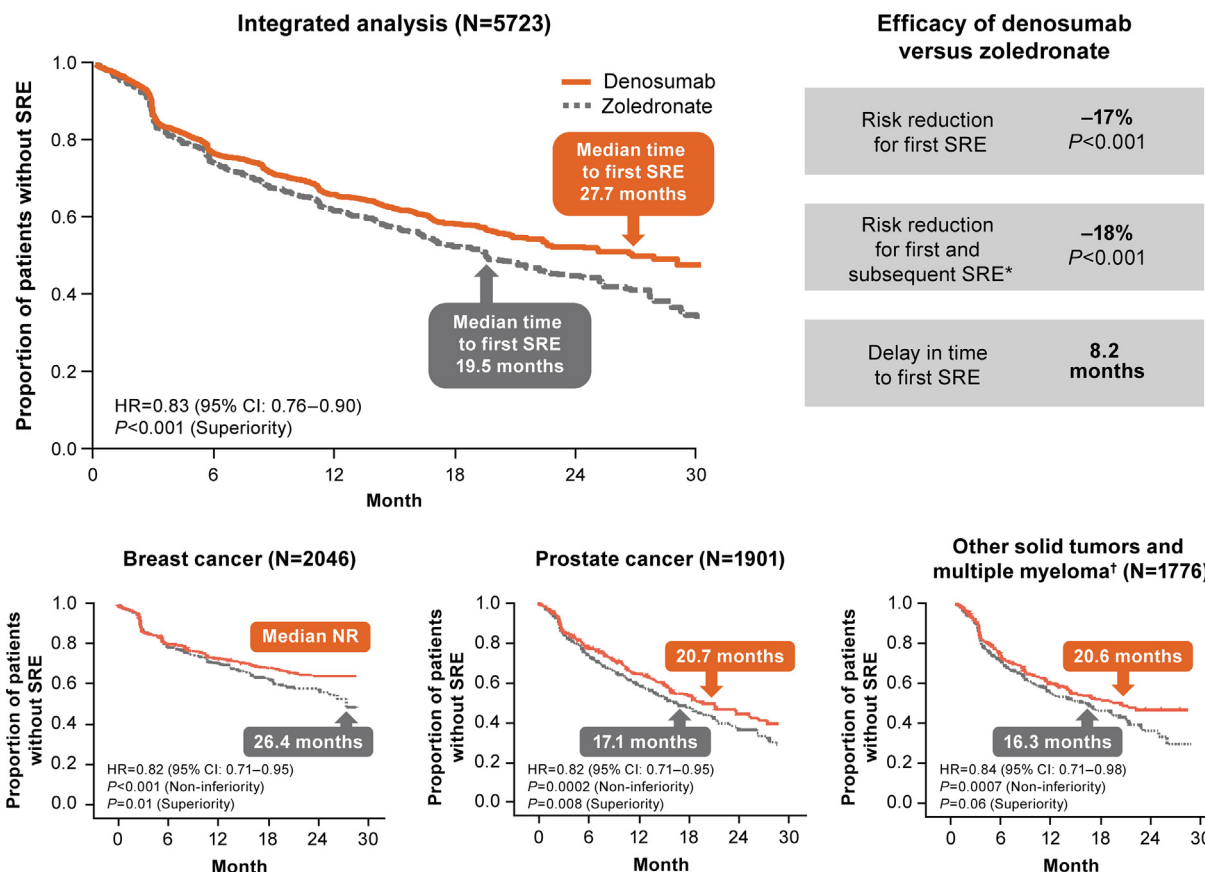 Integrated analysis (N=5723)
Proportion of patients without SRE
1.0
0.8
0.6
0.4
0.2
0.0
Denosumab
Zoledronate
Median time
to first SRE
27.7 months
Median time
to first SRE
19.5 months
HR=0.83 (95% CI: 0.76–0.90)
P<0.001 (Superiority)
0 6 12 18 24 30
Month
Efficacy of denosumab
versus zoledronate
Risk reduction
for first SRE
–17%
P<0.001
Risk reduction
for first and
subsequent SRE*
–18%
P<0.001
Delay in time
to first SRE
8.2
months
Breast cancer (N=2046)
Proportion of patients
without SRE
1.0
0.8
0.6
0.4
0.2
0.0
Median NR
26.4 months
HR=0.82 (95% CI: 0.71–0.95)
P<0.001 (Non-inferiority)
P=0.01 (Superiority)
0 6 12 18 24 30
Month
Prostate cancer (N=1901)
Proportion of patients
without SRE
1.0
0.8
0.6
0.4
0.2
0.0
20.7 months
17.1 months
HR=0.82 (95% CI: 0.71–0.95)
P=0.0002 (Non-inferiority)
P=0.008 (Superiority)
0 6 12 18 24 30
Month
Other solid tumors and
multiple myeloma† (N=1776)
Proportion of patients
without SRE
1.0
0.8
0.6
0.4
0.2
0.0
20.6 months
16.3 months
HR=0.84 (95% CI: 0.71–0.98)
P=0.0007 (Non-inferiority)
P=0.06 (Superiority)
0 6 12 18 24 30
Month